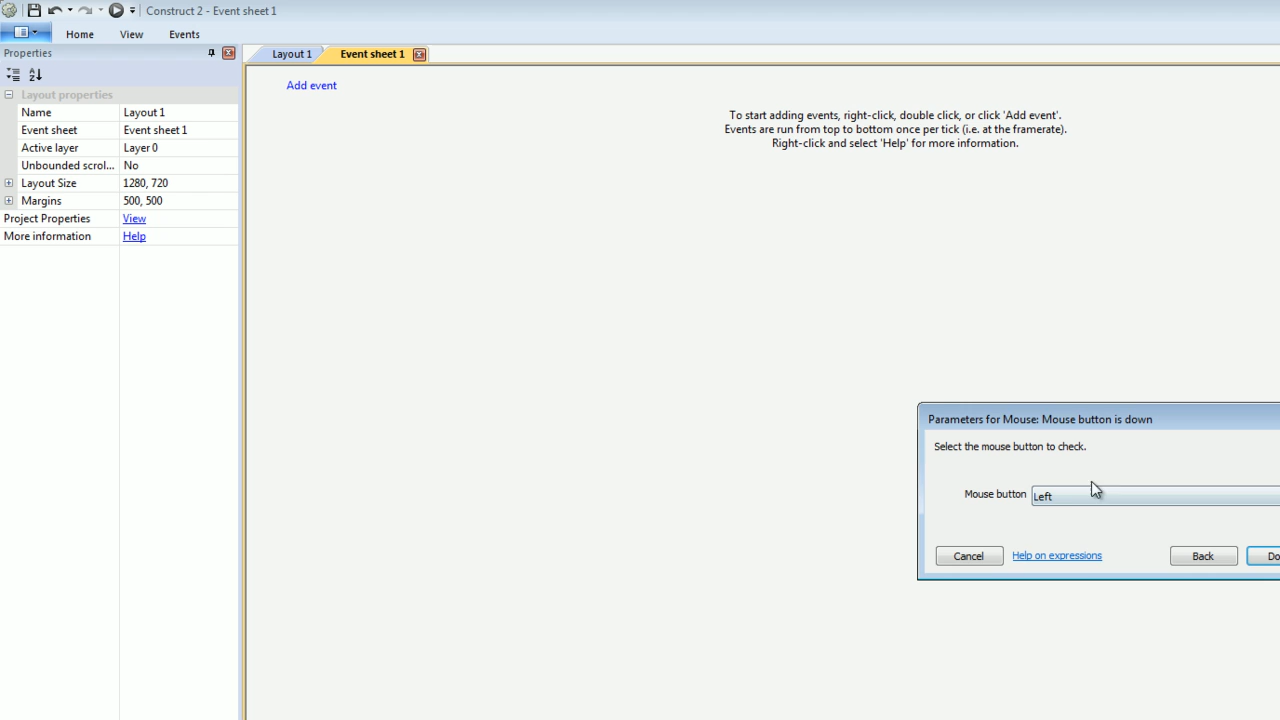 Construct 2 - Event sheet 1
Home View Events
Properties
Layout 1 Event sheet 1
Add event
To start adding events, right-click, double click, or click 'Add event'.
Events are run from top to bottom once per tick (i.e. at the framerate).
Right-click and select 'Help' for more information.
Layout properties
Name Layout 1
Event sheet Event sheet 1
Active layer Layer 0
Unbounded scrol... No
Layout Size 1280, 720
Margins 500, 500
Project Properties View
More information Help
Parameters for Mouse: Mouse button is down
Select the mouse button to check.
Mouse button Left
Cancel Help on expressions Back Do